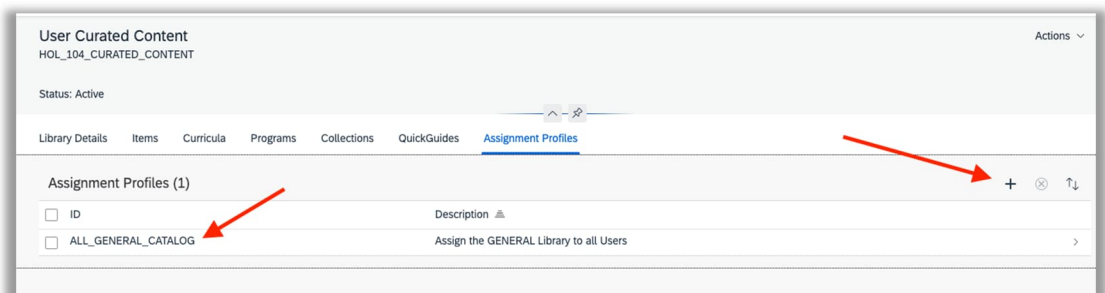 User Curated Content
Actions
HOL_104_CURATED_CONTENT
Status: Active
Library Details Items Curricula Programs Collections QuickGuides Assignment Profiles
Assignment Profiles (1)
ID Description
ALL_GENERAL_CATALOG Assign the GENERAL Library to all Users